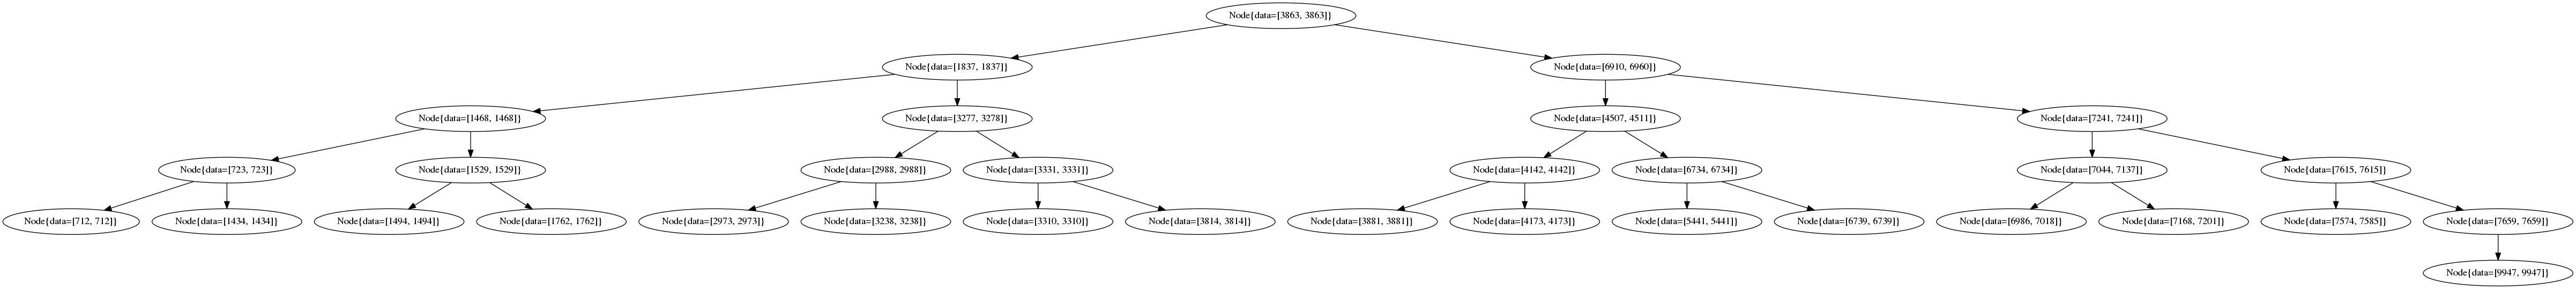 Node{data=[3863, 3863]}
Node{data=[1837, 1837]}
Node{data=[6910, 6960]}
Node{data=[1468, 1468]}
Node{data=[3277, 3278]}
Node{data=[4507, 4511]}
Node{data=[7241, 7241]}
Node{data=[723, 723]}
Node{data=[1529, 1529]}
Node{data=[2988, 2988]}
Node{data=[3331, 3331]}
Node{data=[4142, 4142]}
Node{data=[6734, 6734]}
Node{data=[7044, 7137]}
Node{data=[7615, 7615]}
Node{data=[712, 712]}
Node{data=[1434, 1434]}
Node{data=[1494, 1494]}
Node{data=[1762, 1762]}
Node{data=[2973, 2973]}
Node{data=[3238, 3238]}
Node{data=[3310, 3310]}
Node{data=[3814, 3814]}
Node{data=[3881, 3881]}
Node{data=[4173, 4173]}
Node{data=[5441, 5441]}
Node{data=[6739, 6739]}
Node{data=[6986, 7018]}
Node{data=[7168, 7201]}
Node{data=[7574, 7585]}
Node{data=[7659, 7659]}
Node{data=[9947, 9947]}